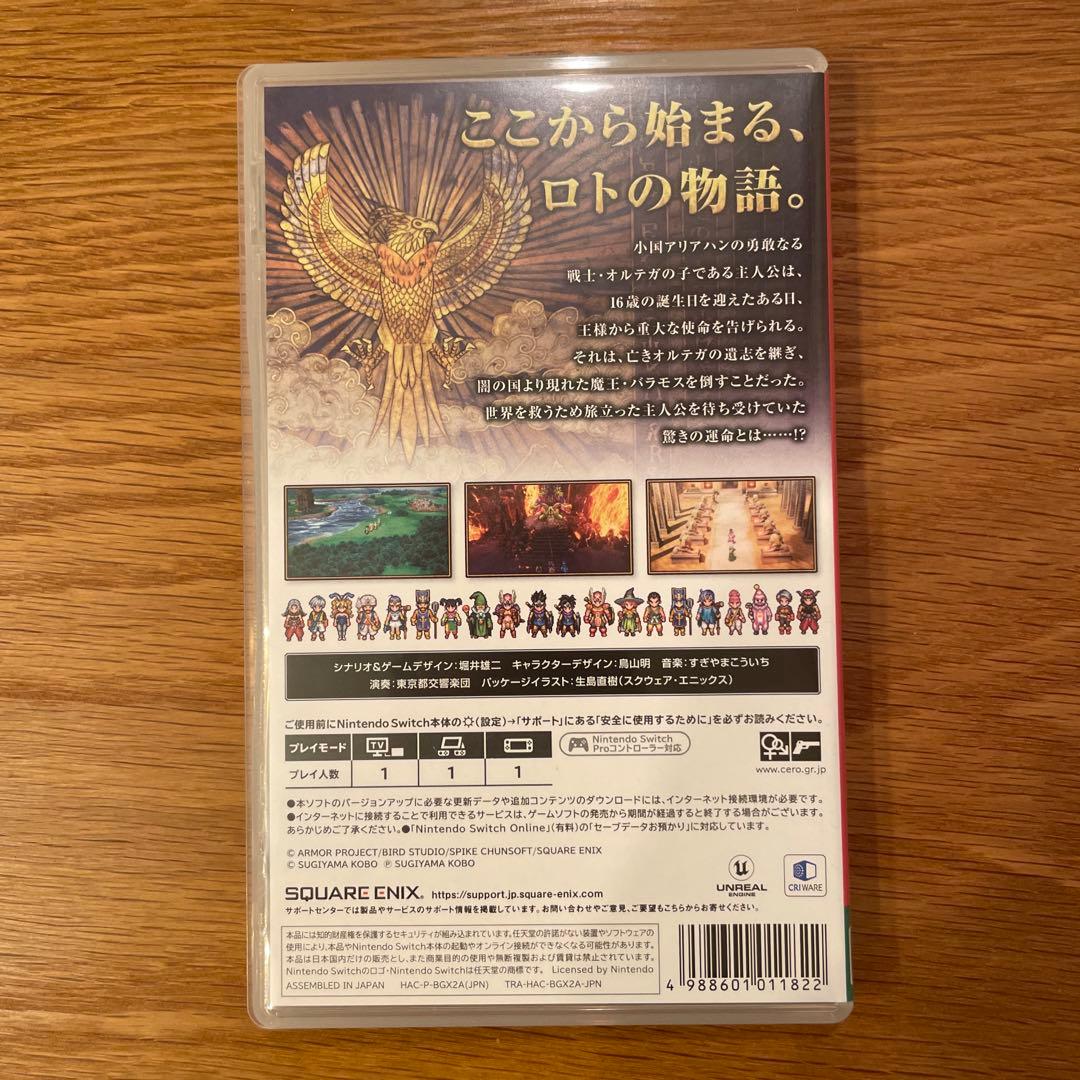 ここから始まる、
ロトの物語。
小国アリアハンの勇敢なる
戦士・オルテガの子である主人公は、
16歳の誕生日を迎えたある日、
王様から重大な使命を告げられる。
それは、亡きオルテガの遺志を継ぎ、
闇の国より現れた魔王・バラモスを倒すことだった。
世界を救うため旅立った主人公を待ち受けていた
驚きの運命とは……!?
シナリオ&ゲームデザイン:堀井雄二 キャラクターデザイン:鳥山明 音楽:すぎやまこういち
演奏:東京都交響楽団 パッケージイラスト:生島直樹(スクウェア・エニックス)
ご使用前にNintendo Switch本体の(設定)→「サポート」にある「安全に使用するために」を必ずお読みください。
プレイモード TV
Nintendo Switch
Proコントローラー対応
プレイ人数 1 1 1
www.cero.gr.jp
●本ソフトのバージョンアップに必要な更新データや追加コンテンツのダウンロードには、インターネット接続環境が必要です。
●インターネットに接続することで利用できるサービスは、ゲームソフトの発売から期間が経過すると終了する場合がございます。
あらかじめご了承ください。●「Nintendo Switch Online」(有料)の「セーブデータお預かり」に対応しています。
© ARMOR PROJECT/BIRD STUDIO/SPIKE CHUNSOFT/SQUARE ENIX
© SUGIYAMA KOBO ℗ SUGIYAMA KOBO
UNREAL
ENGINE
CRIWARE
SQUARE ENIX® https://support.jp.square-enix.com
サポートセンターでは製品やサービスのサポート情報を掲載しています。お問い合わせやご意見、ご要望もこちらからお寄せください。
本品には知的財産権を保護するセキュリティが組み込まれています。任天堂の許諾がない装置やソフトウェアの
使用により、本品やNintendo Switch本体の起動やオンライン接続ができなくなる可能性があります。
本品は日本国内だけの販売とし、また商業目的の使用や無断複製および賃貸は禁止されています。
Nintendo Switchのロゴ・Nintendo Switchは任天堂の商標です。 Licensed by Nintendo
ASSEMBLED IN JAPAN HAC-P-BGX2A(JPN) TRA-HAC-BGX2A-JPN
4 988601 011822